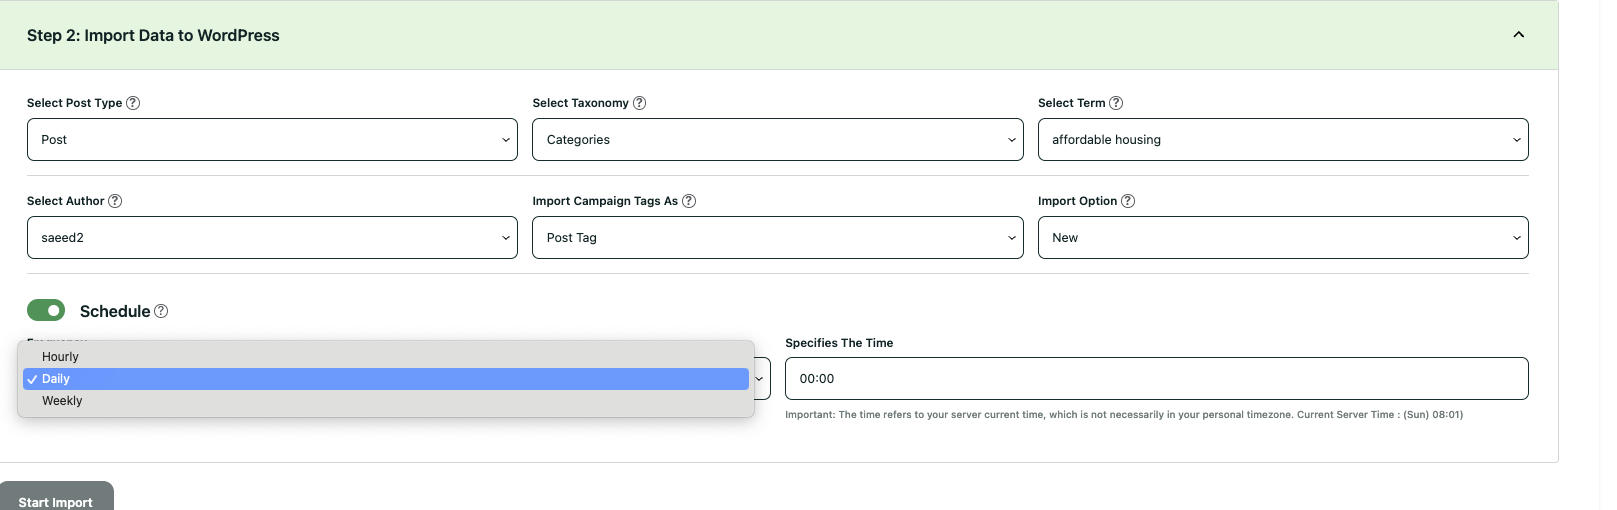 Step 2: Import Data to WordPress
Select Post Type ?
Select Taxonomy ?
Select Term ?
Post
Categories
affordable housing
Select Author ?
Import Campaign Tags As ?
Import Option ?
saeed2
Post Tag
New
Schedule ?
Hourly
Daily
Weekly
Specifies The Time
00:00
Important: The time refers to your server current time, which is not necessarily in your personal timezone. Current Server Time : (Sun) 08:01)
Start Import